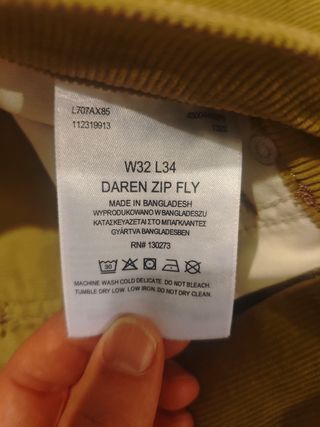 L707AX85
112319913
W32 L34
DAREN ZIP FLY
MADE IN BANGLADESH
WYPRODUKOWANO W BANGLADESZU
ΚΑΤΑΣΚΕΥΑΖΕΤΑΙ ΣΤΟ ΜΠΑΓΚΛΑΝΤΕΣ
GYÁRTVA BANGLADESBEN
RN# 130273
30
MACHINE WASH COLD DELICATE. DO NOT BLEACH.
TUMBLE DRY LOW. LOW IRON. DO NOT DRY CLEAN.